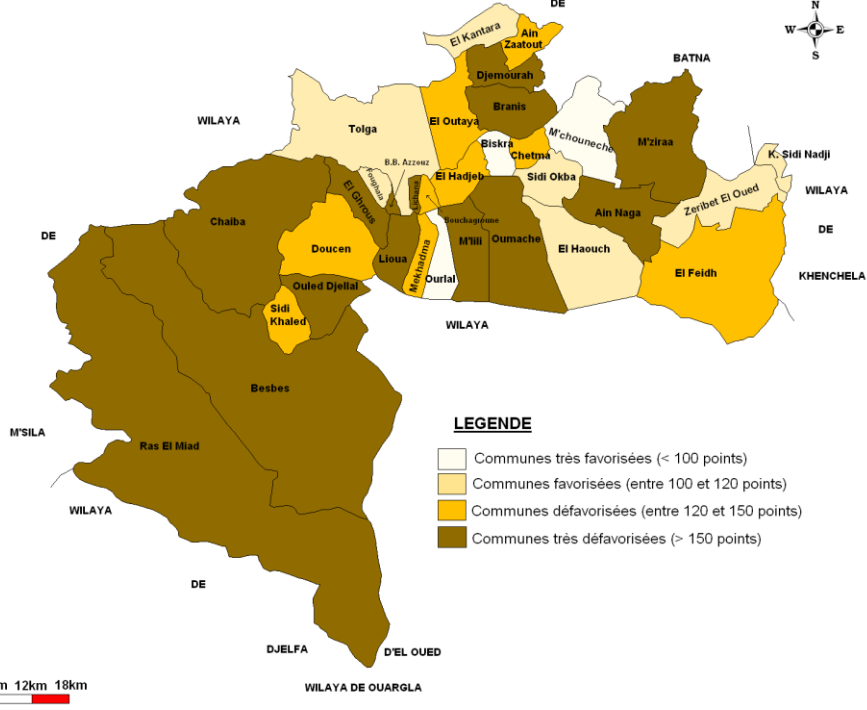 DE
N
W E
S
El Kantara
Ain
Zaatout
BATNA
Djemourah
Branis
WILAYA
El Outaya
Tolga
M'chouneche
M'ziraa
Biskra
Chetma
K. Sidi Nadji
B.B. Azzouz
Foughala
El Hadjeb
Sidi Okba
WILAYA
El Ghrous
Lichane
Zeribet El Oued
Chaiba
Bouchagroune
Ain Naga
DE
DE
Doucen
Lioua
Mekhadma
M'lili
Oumache
El Haouch
El Feidh
KHENCHELA
Ourlal
Ouled Djellal
Sidi
Khaled
WILAYA
Besbes
LEGENDE
M'SILA
Ras El Miad
Communes très favorisées (< 100 points)
Communes favorisées (entre 100 et 120 points)
Communes défavorisées (entre 120 et 150 points)
Communes très défavorisées (> 150 points)
WILAYA
DE
DJELFA
D'EL OUED
12km 18km
WILAYA DE OUARGLA